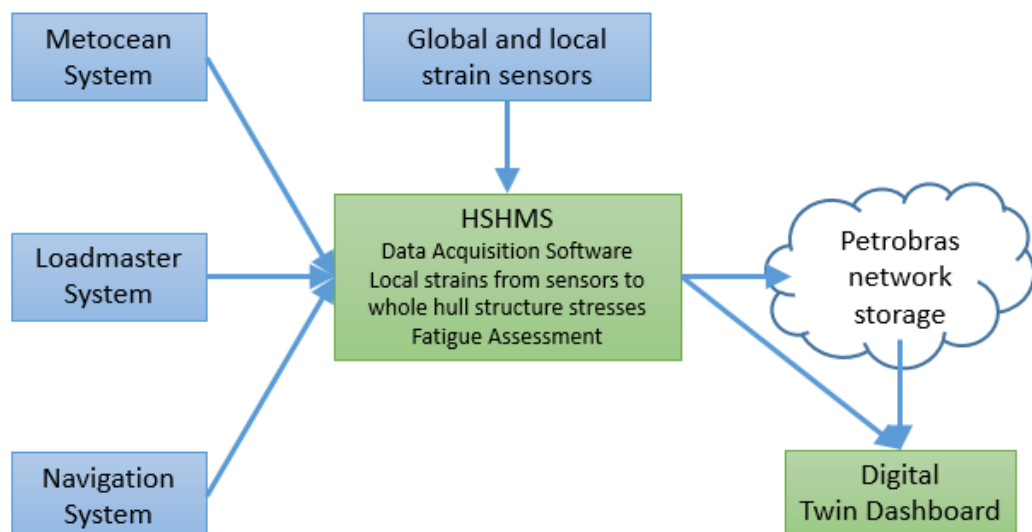 Metocean
System
Global and local
strain sensors
HSHMS
Data Acquisition Software
Local strains from sensors to
whole hull structure stresses
Fatigue Assessment
Loadmaster
System
Petrobras
network
storage
Navigation
System
Digital
Twin Dashboard